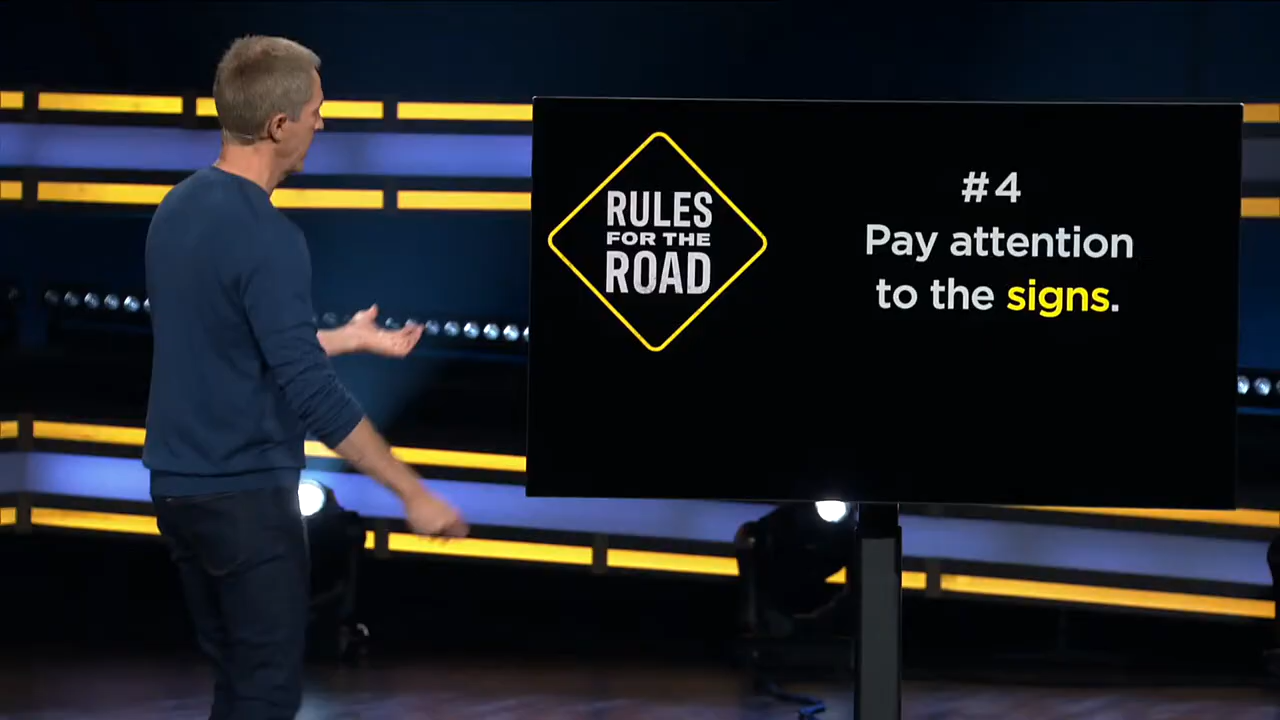 RULES
FOR THE
ROAD
#4
Pay attention
to the signs.